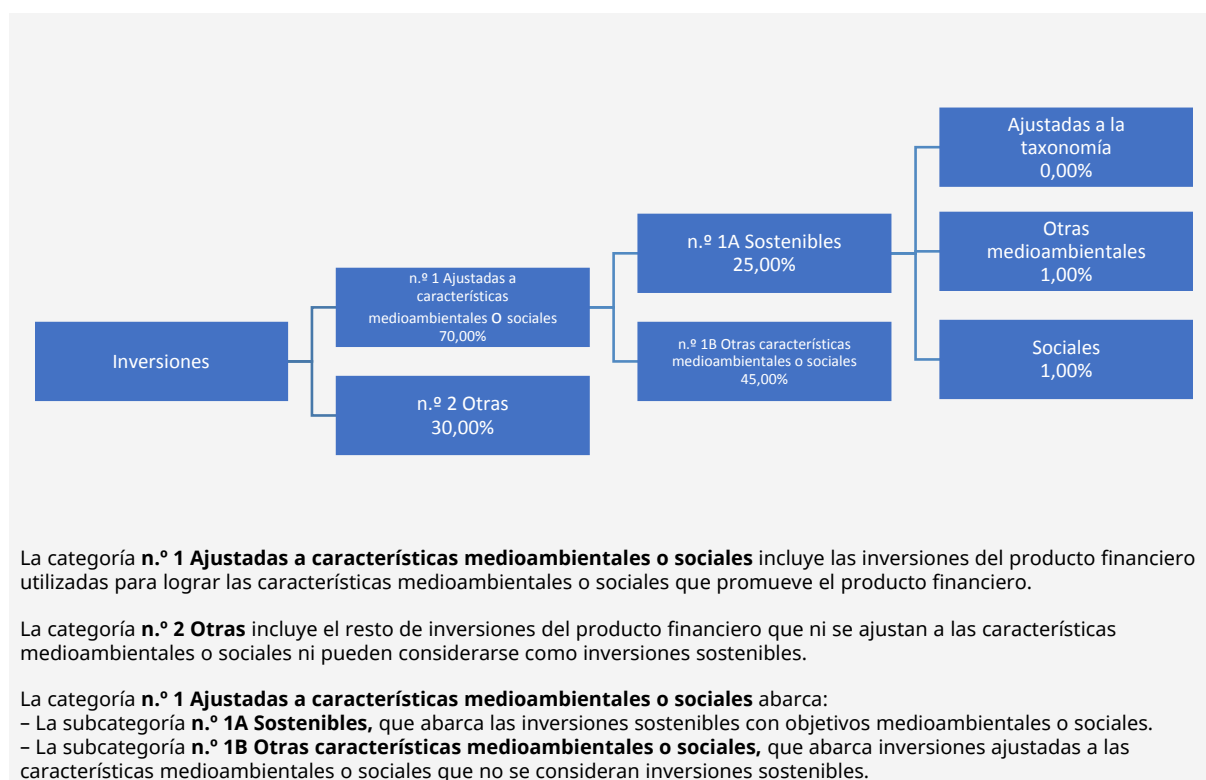 Inversiones
n.º 1 Ajustadas a
características
medioambientales o sociales
70,00%
n.º 2 Otras
30,00%
n.º 1A Sostenibles
25,00%
n.º 1B Otras características
medioambientales o sociales
45,00%
Ajustadas a la
taxonomía
0,00%
Otras
medioambientales
1,00%
Sociales
1,00%
La categoría n.º 1 Ajustadas a características medioambientales o sociales incluye las inversiones del producto financiero
utilizadas para lograr las características medioambientales o sociales que promueve el producto financiero.
La categoría n.º 2 Otras incluye el resto de inversiones del producto financiero que ni se ajustan a las características
medioambientales o sociales ni pueden considerarse como inversiones sostenibles.
La categoría n.º 1 Ajustadas a características medioambientales o sociales abarca:
– La subcategoría n.º 1A Sostenibles, que abarca las inversiones sostenibles con objetivos medioambientales o sociales.
– La subcategoría n.º 1B Otras características medioambientales o sociales, que abarca inversiones ajustadas a las
características medioambientales o sociales que no se consideran inversiones sostenibles.